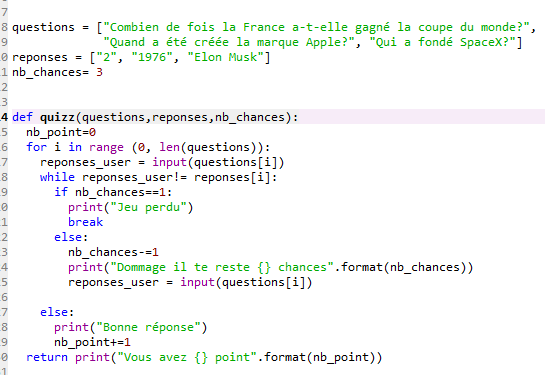 7
8 questions = ["Combien de fois la France a-t-elle gagné la coupe du monde?",
9 "Quand a été créée la marque Apple?", "Qui a fondé SpaceX?"]
0 reponses = ["2", "1976", "Elon Musk"]
1 nb_chances= 3
2
3
4 def quizz(questions,reponses,nb_chances):
5 nb_point=0
6 for i in range (0, len(questions)):
7 reponses_user = input(questions[i])
8 while reponses_user!= reponses[i]:
9 if nb_chances==1:
0 print("Jeu perdu")
1 break
2 else:
3 nb_chances-=1
4 print("Dommage il te reste {} chances".format(nb_chances))
5 reponses_user = input(questions[i])
6
7 else:
8 print("Bonne réponse")
9 nb_point+=1
0 return print("Vous avez {} point".format(nb_point))